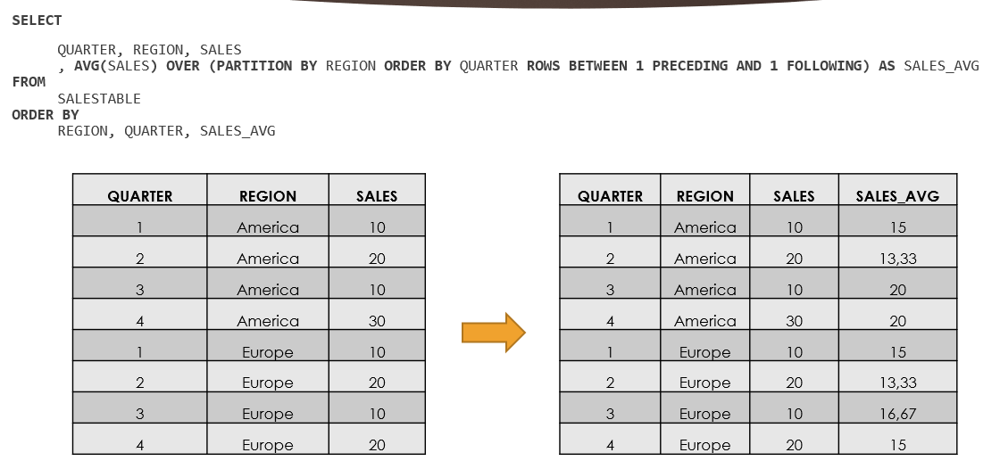 SELECT
QUARTER, REGION, SALES
, AVG(SALES) OVER (PARTITION BY REGION ORDER BY QUARTER ROWS BETWEEN 1 PRECEDING AND 1 FOLLOWING) AS SALES_AVG
FROM
SALESTABLE
ORDER BY
REGION, QUARTER, SALES_AVG
QUARTER REGION SALES
1 America 10
2 America 20
3 America 10
4 America 30
1 Europe 10
2 Europe 20
3 Europe 10
4 Europe 20
QUARTER REGION SALES SALES_AVG
1 America 10 15
2 America 20 13,33
3 America 10 20
4 America 30 20
1 Europe 10 15
2 Europe 20 13,33
3 Europe 10 16,67
4 Europe 20 15